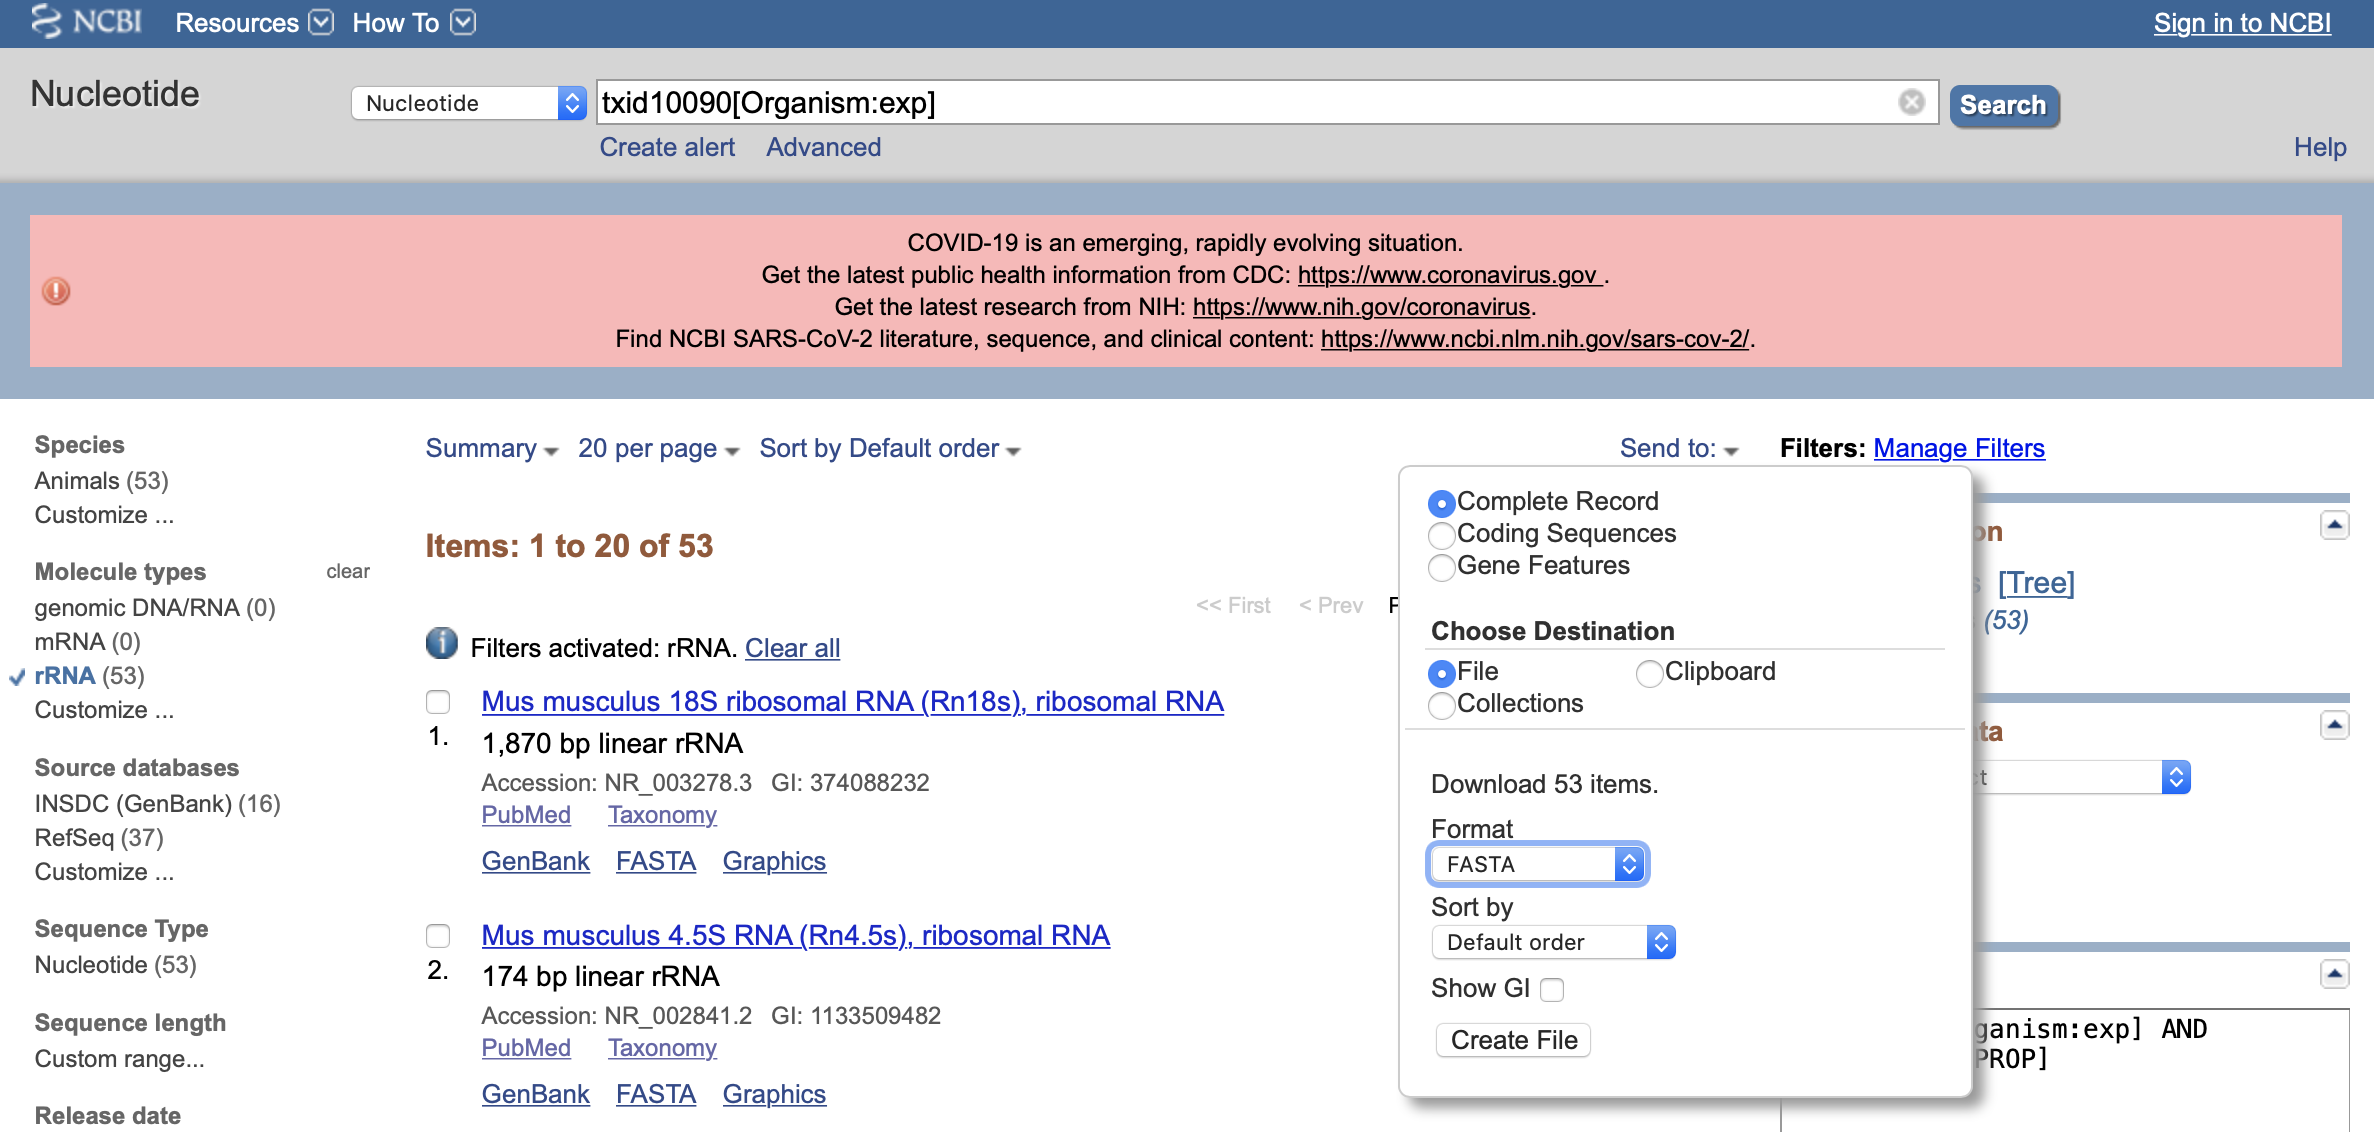 NCBI Resources How To Sign in to NCBI
Nucleotide
Nucleotide txid10090[Organism:exp] Search
Create alert Advanced Help
COVID-19 is an emerging, rapidly evolving situation.
Get the latest public health information from CDC: https://www.coronavirus.gov .
Get the latest research from NIH: https://www.nih.gov/coronavirus.
Find NCBI SARS-CoV-2 literature, sequence, and clinical content: https://www.ncbi.nlm.nih.gov/sars-cov-2/.
Species
Animals (53)
Customize ...
Molecule types clear
genomic DNA/RNA (0)
mRNA (0)
rRNA (53)
Customize ...
Source databases
INSDC (GenBank) (16)
RefSeq (37)
Customize ...
Sequence Type
Nucleotide (53)
Sequence length
Custom range...
Release date
Summary 20 per page Sort by Default order Send to:
Items: 1 to 20 of 53
<< First < Prev
Filters activated: rRNA. Clear all
Mus musculus 18S ribosomal RNA (Rn18s), ribosomal RNA
1. 1,870 bp linear rRNA
Accession: NR_003278.3 GI: 374088232
PubMed Taxonomy
GenBank FASTA Graphics
Mus musculus 4.5S RNA (Rn4.5s), ribosomal RNA
2. 174 bp linear rRNA
Accession: NR_002841.2 GI: 1133509482
PubMed Taxonomy
GenBank FASTA Graphics
Complete Record
Coding Sequences
Gene Features
Choose Destination
File Clipboard
Collections
Download 53 items.
Format
FASTA
Sort by
Default order
Show GI
Create File
Filters: Manage Filters
on
[Tree]
(53)
ta
t
ganism:exp] AND
PROP]